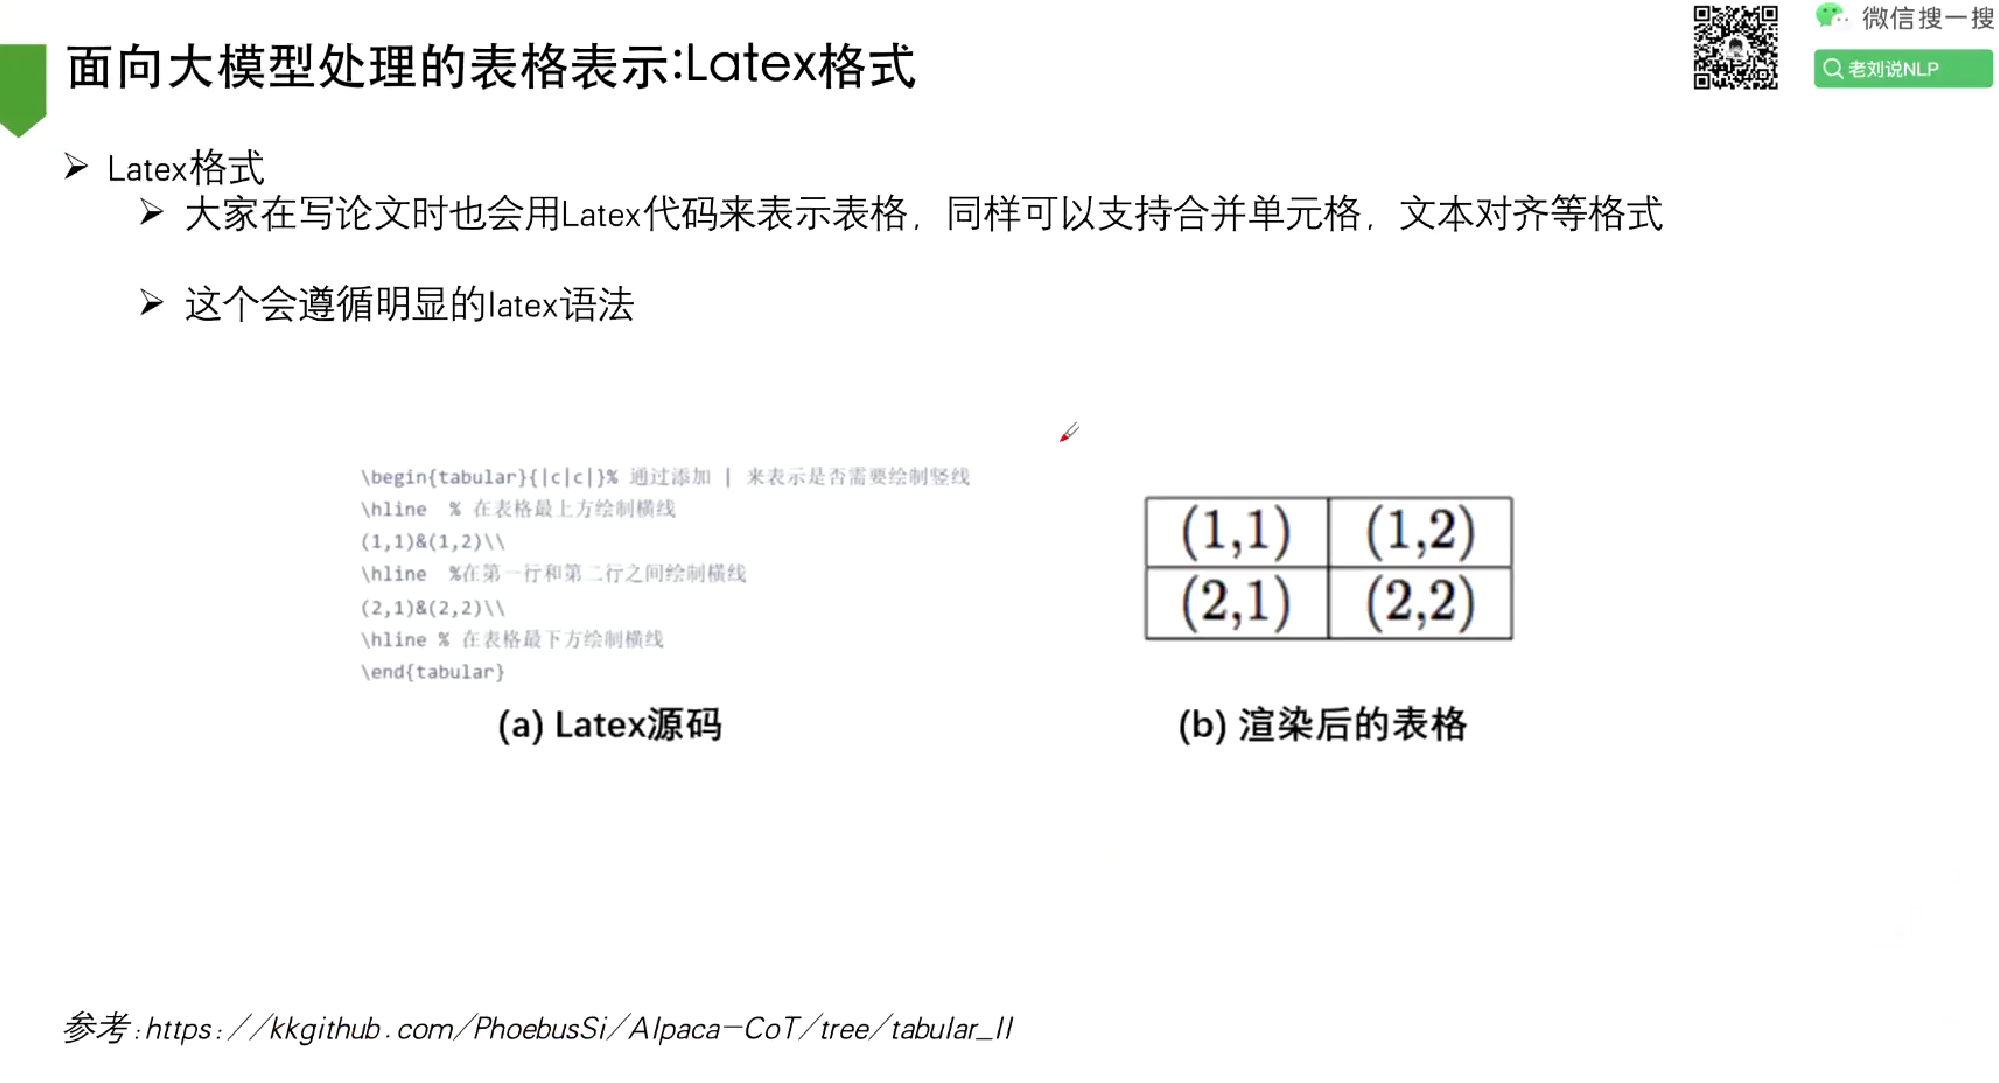 微信搜一搜
老刘说NLP
面向大模型处理的表格表示:Latex格式
Latex格式
大家在写论文时也会用Latex代码来表示表格，同样可以支持合并单元格，文本对齐等格式
这个会遵循明显的latex语法
\begin{tabular}{|c|c|}% 通过添加 | 来表示是否需要绘制竖线
\hline % 在表格最上方绘制横线
(1,1)&(1,2)\\
\hline %在第一行和第二行之间绘制横线
(2,1)&(2,2)\\
\hline % 在表格最下方绘制横线
\end{tabular}
(a) Latex源码
(1,1) (1,2)
(2,1) (2,2)
(b) 渲染后的表格
参考:https://kkgithub.com/PhoebusSi/Alpaca-CoT/tree/tabular_ll